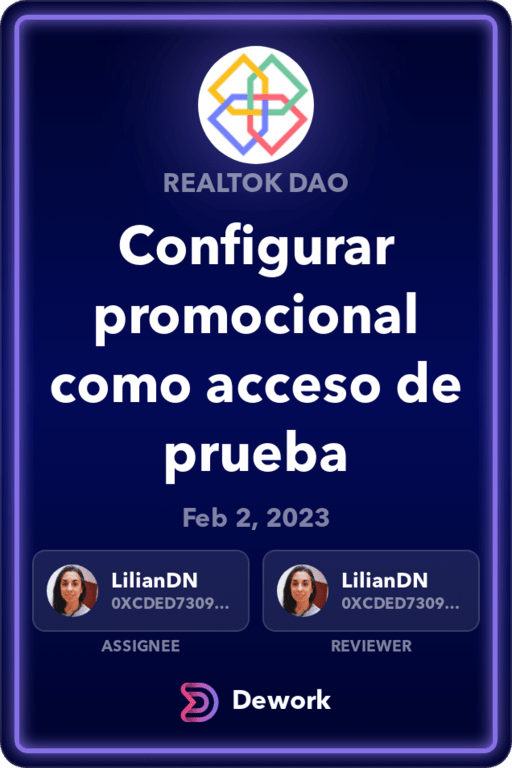 REALTOK DAO
Configurar
promocional
como acceso de
prueba
Feb 2, 2023
LilianDN
0XCDED7309...
ASSIGNEE
LilianDN
0XCDED7309...
REVIEWER
Dework